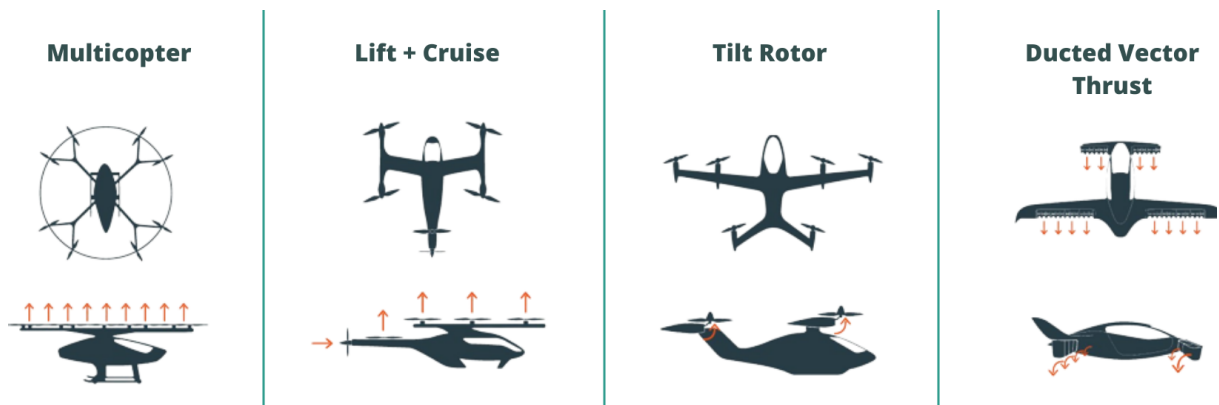 Multicopter
Lift + Cruise
Tilt Rotor
Ducted Vector
Thrust